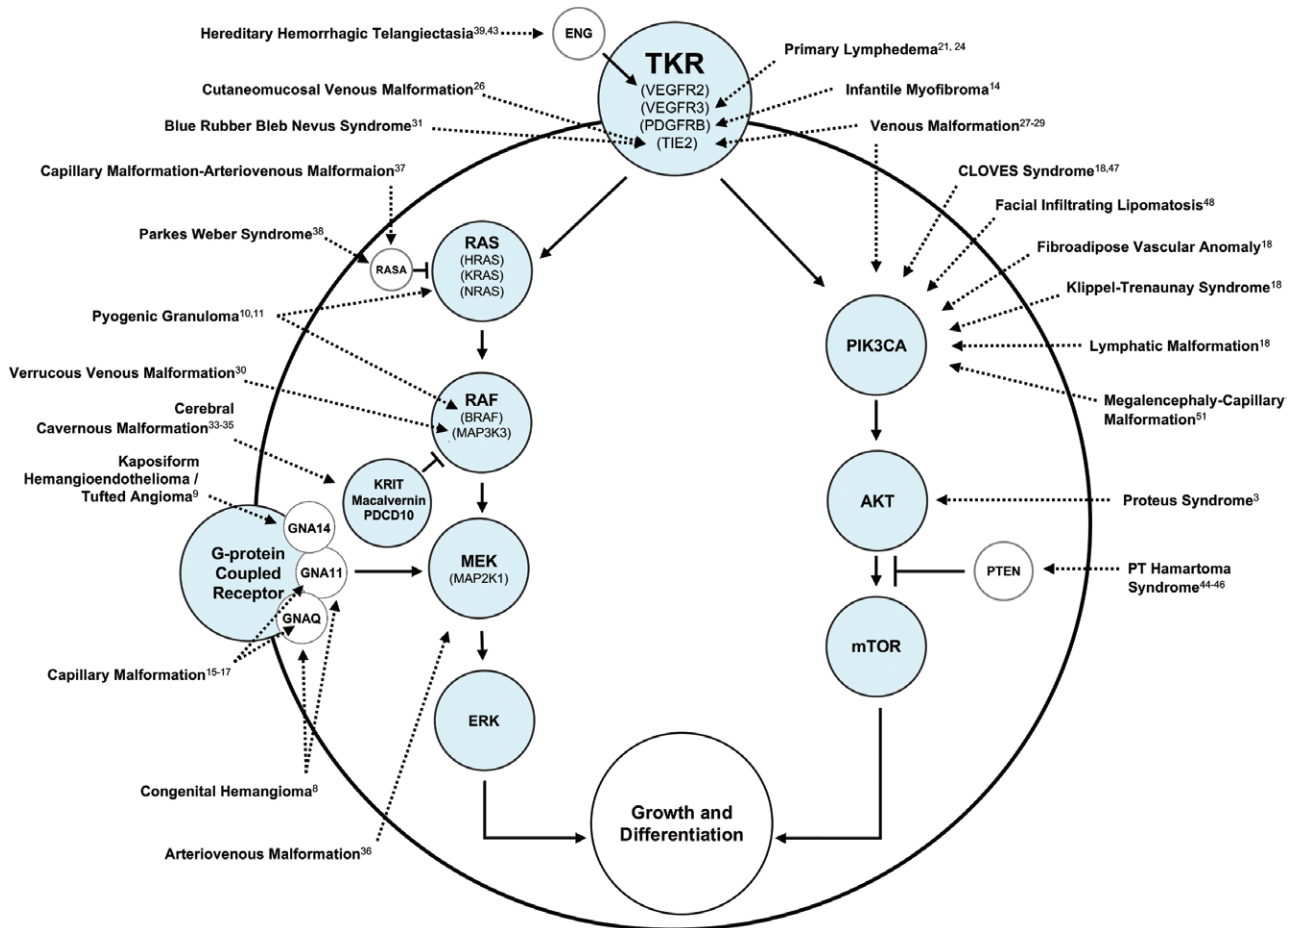 Hereditary Hemorrhagic Telangiectasia39,43
ENG
TKR
(VEGFR2)
(VEGFR3)
(PDGFRB)
(TIE2)
Primary Lymphedema21, 24
Cutaneomucosal Venous Malformation26
Infantile Myofibroma14
Blue Rubber Bleb Nevus Syndrome31
Venous Malformation27-29
Capillary Malformation-Arteriovenous Malformaion37
CLOVES Syndrome18,47
Facial Infiltrating Lipomatosis48
Parkes Weber Syndrome38
RASA
RAS
(HRAS)
(KRAS)
(NRAS)
Fibroadipose Vascular Anomaly18
Klippel-Trenaunay Syndrome18
Pyogenic Granuloma10,11
PIK3CA
Lymphatic Malformation18
Verrucous Venous Malformation30
RAF
(BRAF)
(MAP3K3)
Megalencephaly-Capillary
Malformation51
Cerebral
Cavernous Malformation33-35
Kaposiform
Hemangioendothelioma /
Tufted Angioma9
KRIT
Macalvernin
PDCD10
AKT
Proteus Syndrome3
GNA14
G-protein
Coupled
Receptor
GNA11
GNAQ
MEK
(MAP2K1)
PTEN
PT Hamartoma
Syndrome44-46
mTOR
Capillary Malformation15-17
ERK
Congenital Hemangioma8
Growth and
Differentiation
Arteriovenous Malformation36